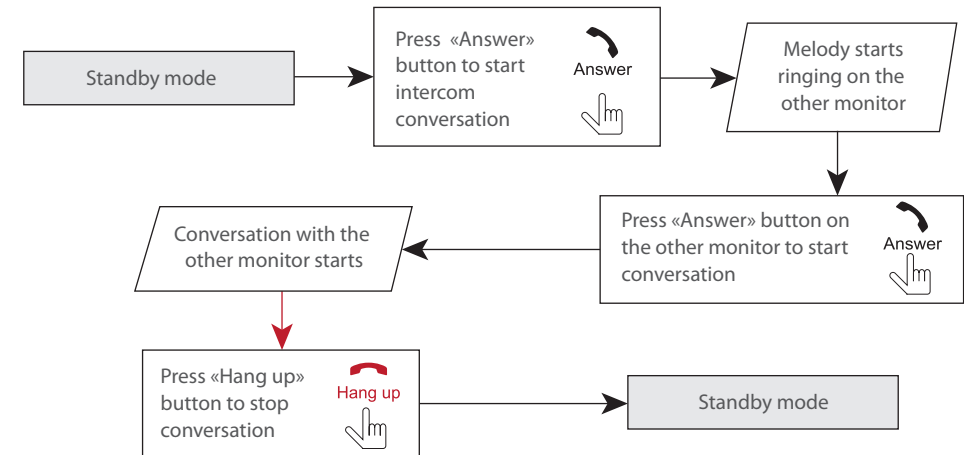 Standby mode
Press «Answer»
button to start
intercom
conversation
Answer
Melody starts
ringing on the
other monitor
Press «Answer» button on
the other monitor to start
conversation
Answer
Conversation with the
other monitor starts
Press «Hang up»
button to stop
conversation
Hang up
Standby mode